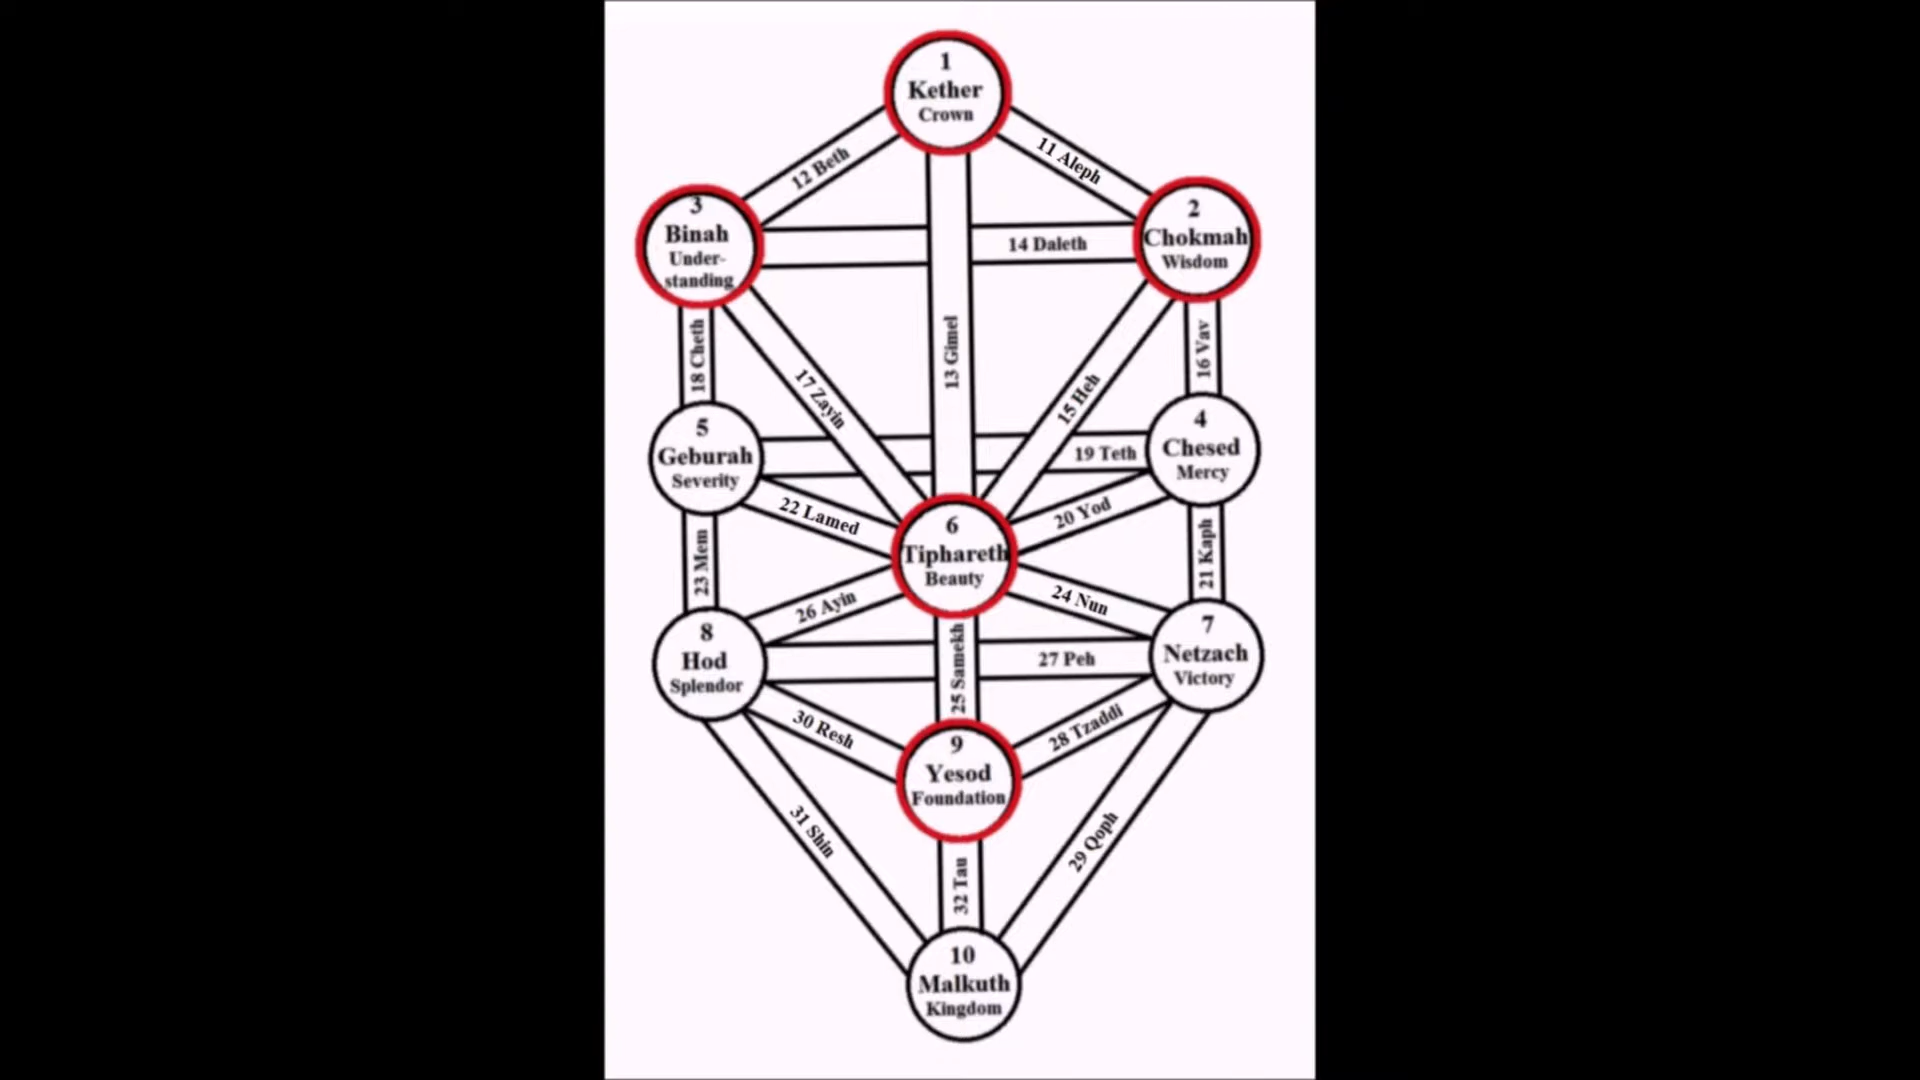 1
Kether
Crown
12 Beth
11 Aleph
3
Binah
Under-
standing
2
Chokmah
Wisdom
14 Daleth
18 Cheth
17 Zayin
13 Gimel
15 Heh
16 Vav
5
Geburah
Severity
4
Chesed
Mercy
19 Teth
22 Lamed
20 Yod
6
Tiphareth
Beauty
23 Mem
21 Kaph
26 Ayin
24 Nun
8
Hod
Splendor
25 Samekh
27 Peh
7
Netzach
Victory
30 Resh
28 Tzaddi
9
Yesod
Foundation
31 Shin
32 Tau
29 Qoph
10
Malkuth
Kingdom